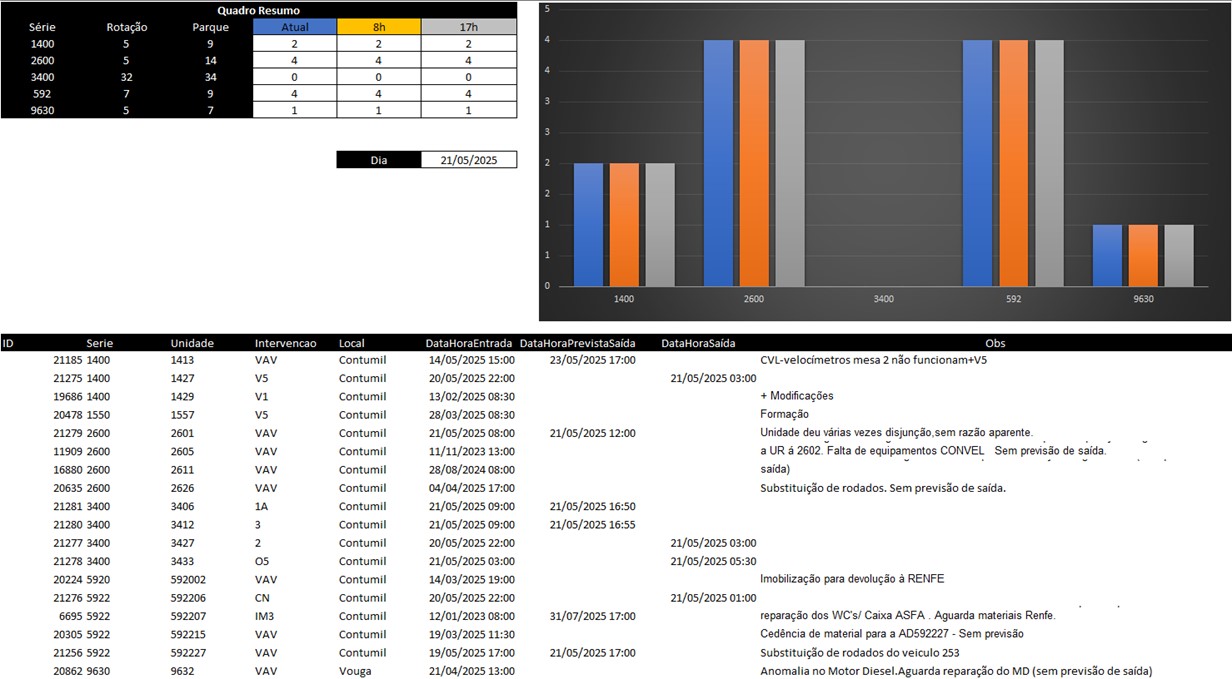 Quadro Resumo
Série Rotação Parque Atual 8h 17h
1400 5 9 2 2 2
2600 5 14 4 4 4
3400 32 34 0 0 0
592 7 9 4 4 4
9630 5 7 1 1 1
Dia 21/05/2025
5
4
4
3
3
2
2
1
1
0
1400 2600 3400 592 9630
ID Serie Unidade Intervencao Local DataHoraEntrada DataHoraPrevistaSaída DataHoraSaída Obs
21185 1400 1413 VAV Contumil 14/05/2025 15:00 23/05/2025 17:00 CVL-velocímetros mesa 2 não funcionam+V5
21275 1400 1427 V5 Contumil 20/05/2025 22:00 21/05/2025 03:00
19686 1400 1429 V1 Contumil 13/02/2025 08:30 + Modificações
20478 1550 1557 V5 Contumil 28/03/2025 08:30 Formação
21279 2600 2601 VAV Contumil 21/05/2025 08:00 21/05/2025 12:00 Unidade deu várias vezes disjunção,sem razão aparente.
11909 2600 2605 VAV Contumil 11/11/2023 13:00 a UR á 2602. Falta de equipamentos CONVEL Sem previsão de saída.
16880 2600 2611 VAV Contumil 28/08/2024 08:00 saída)
20635 2600 2626 VAV Contumil 04/04/2025 17:00 Substituição de rodados. Sem previsão de saída.
21281 3400 3406 1A Contumil 21/05/2025 09:00 21/05/2025 16:50
21280 3400 3412 3 Contumil 21/05/2025 09:00 21/05/2025 16:55
21277 3400 3427 2 Contumil 20/05/2025 22:00 21/05/2025 03:00
21278 3400 3433 O5 Contumil 21/05/2025 03:00 21/05/2025 05:30
20224 5920 592002 VAV Contumil 14/03/2025 19:00 Imobilização para devolução à RENFE
21276 5922 592206 CN Contumil 20/05/2025 22:00 21/05/2025 01:00
6695 5922 592207 IM3 Contumil 12/01/2023 08:00 31/07/2025 17:00 reparação dos WC's/ Caixa ASFA . Aguarda materiais Renfe.
20305 5922 592215 VAV Contumil 19/03/2025 11:30 Cedência de material para a AD592227 - Sem previsão
21256 5922 592227 VAV Contumil 19/05/2025 17:00 21/05/2025 17:00 Substituição de rodados do veiculo 253
20862 9630 9632 VAV Vouga 21/04/2025 13:00 Anomalia no Motor Diesel.Aguarda reparação do MD (sem previsão de saída)